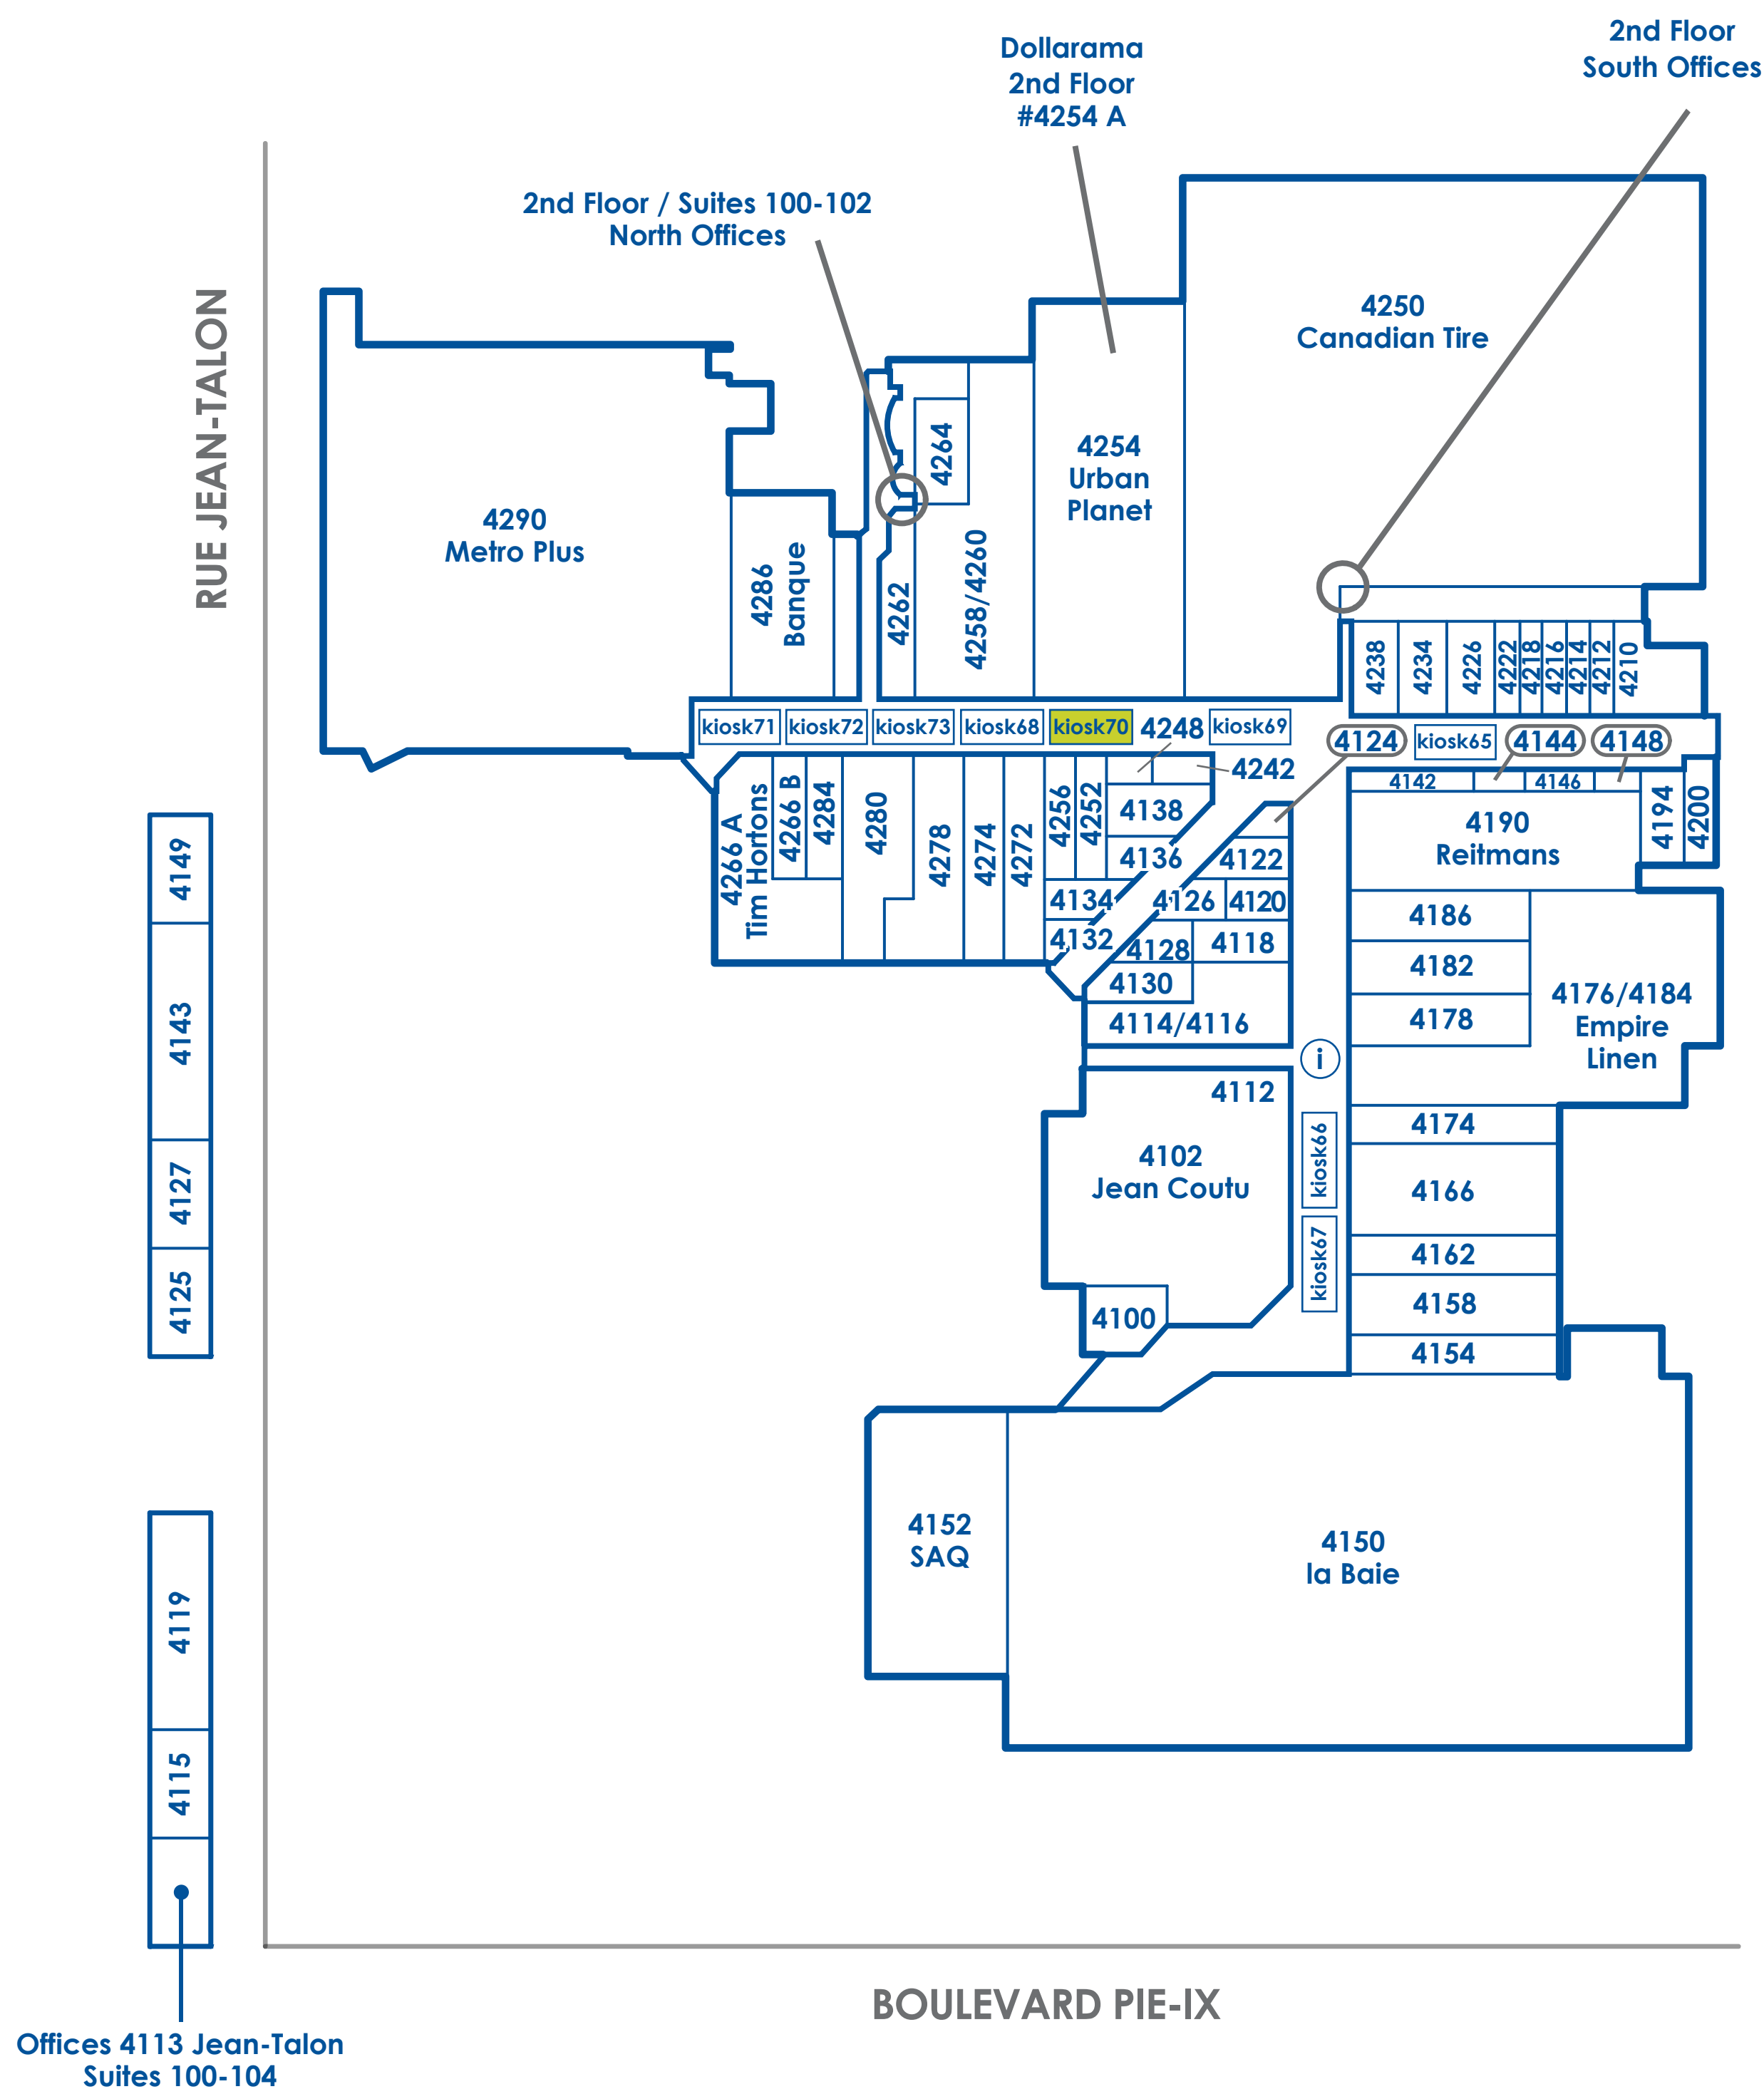 2nd Floor
South Offices
Dollarama
2nd Floor
#4254 A
2nd Floor / Suites 100-102
North Offices
RUE JEAN-TALON
4250
Canadian Tire
4290
Metro Plus
4286
Banque
4264
4262
4258/4260
4254
Urban
Planet
4238
4234
4226
4222
4218
4216
4214
4212
4210
kiosk71
kiosk72
kiosk73
kiosk68
kiosk70
4248
kiosk69
4124
kiosk65
4144
4148
4242
4266 A
Tim Hortons
4266 B
4284
4280
4278
4274
4272
4256
4252
4138
4136
4134
4132
4122
4126
4120
4128
4118
4130
4114/4116
4142
4146
4190
Reitmans
4194
4200
4186
4182
4178
4176/4184
Empire
Linen
i
4112
4102
Jean Coutu
4100
kiosk66
kiosk67
4174
4166
4162
4158
4154
4149
4143
4127
4125
4152
SAQ
4150
la Baie
4119
4115
BOULEVARD PIE-IX
Offices 4113 Jean-Talon
Suites 100-104